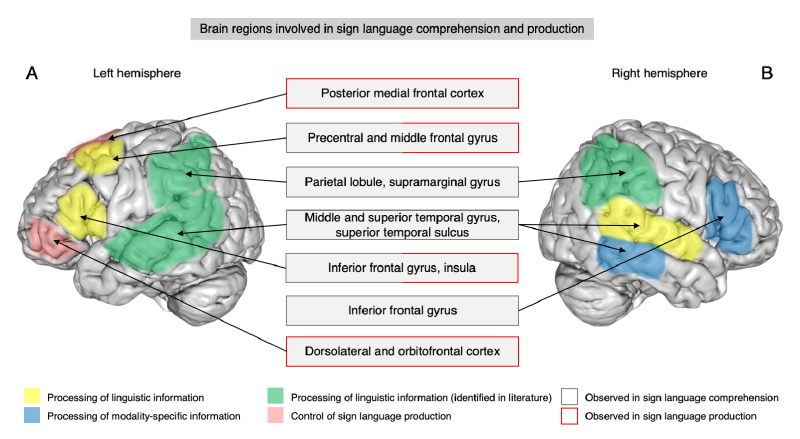 Brain regions involved in sign language comprehension and production
A
Left hemisphere
Right hemisphere
B
Posterior medial frontal cortex
Precentral and middle frontal gyrus
Parietal lobule, supramarginal gyrus
Middle and superior temporal gyrus,
superior temporal sulcus
Inferior frontal gyrus, insula
Inferior frontal gyrus
Dorsolateral and orbitofrontal cortex
Processing of linguistic information
Processing of linguistic information (identified in literature)
Observed in sign language comprehension
Processing of modality-specific information
Control of sign language production
Observed in sign language production